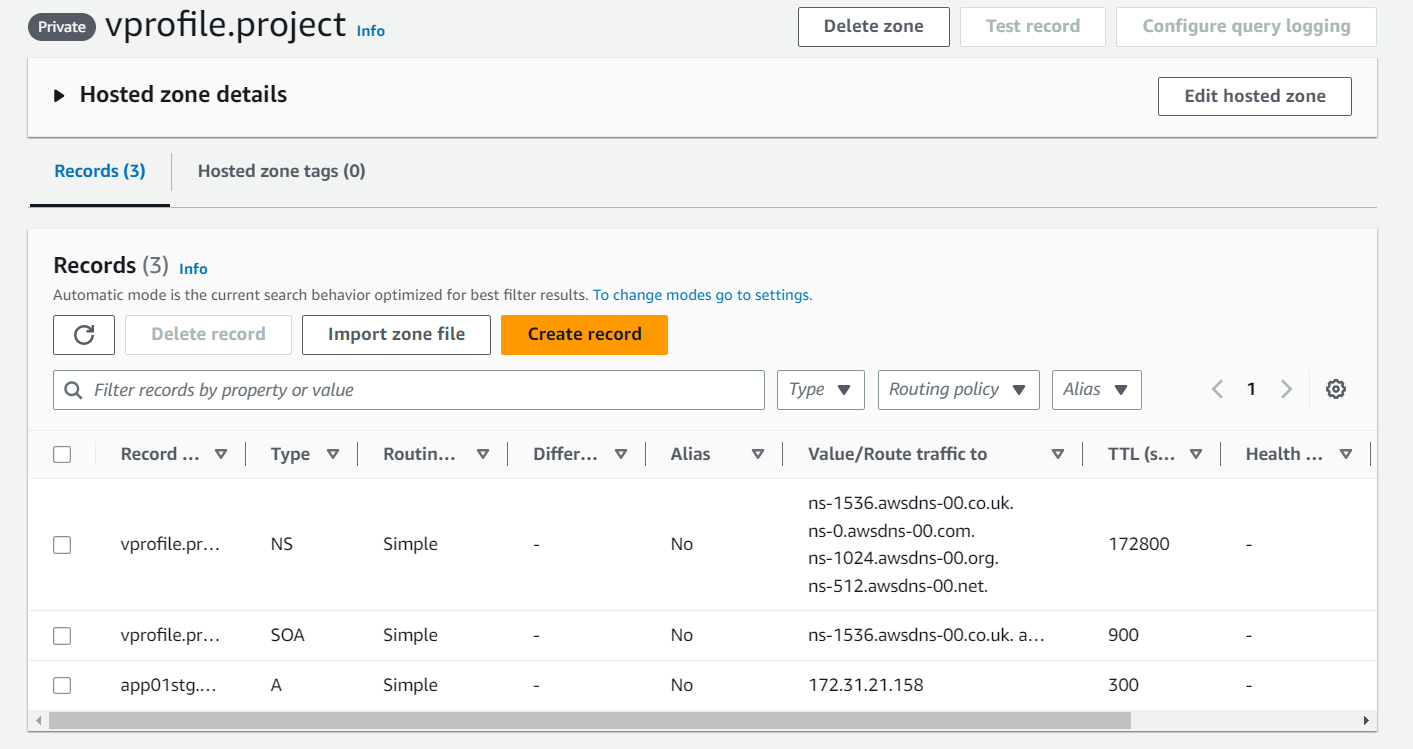 Private vprofile.project Info Delete zone Test record Configure query logging
Hosted zone details Edit hosted zone
Records (3) Hosted zone tags (0)
Records (3) Info
Automatic mode is the current search behavior optimized for best filter results. To change modes go to settings.
Delete record Import zone file Create record
Filter records by property or value Type Routing policy Alias 1
Record ... Type Routin... Differ... Alias Value/Route traffic to TTL (s... Health ...
ns-1536.awsdns-00.co.uk.
ns-0.awsdns-00.com.
vprofile.pr... NS Simple - No 172800 -
ns-1024.awsdns-00.org.
ns-512.awsdns-00.net.
vprofile.pr... SOA Simple - No ns-1536.awsdns-00.co.uk. a... 900 -
app01stg.... A Simple - No 172.31.21.158 300 -